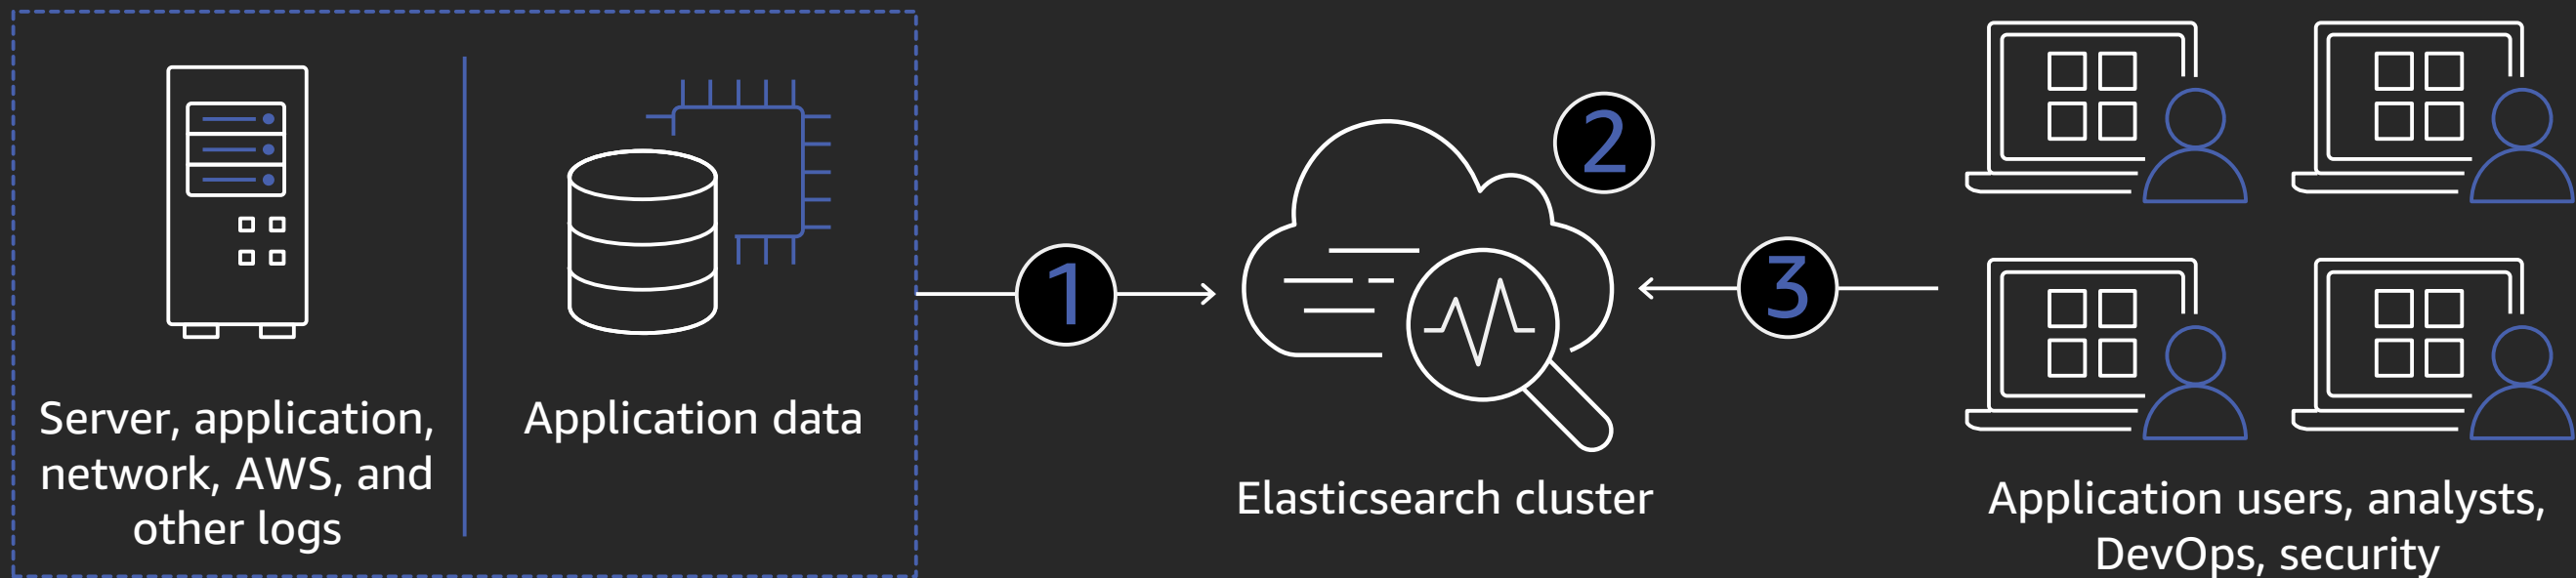 Server, application,
network, AWS, and
other logs
Application data
1
Elasticsearch cluster
2
3
Application users, analysts,
DevOps, security